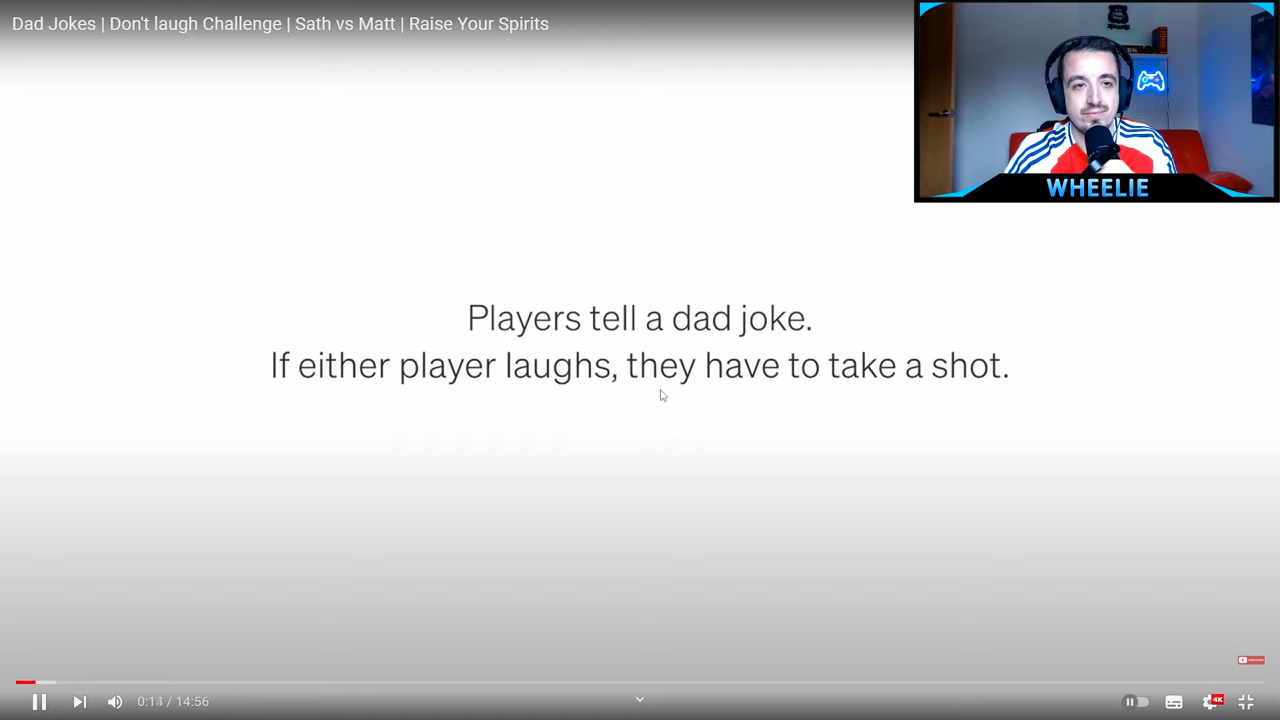 Dad Jokes | Don't laugh Challenge | Sath vs Matt | Raise Your Spirits
WHEELIE
Players tell a dad joke.
If either player laughs, they have to take a shot.
0:14 / 14:56
4K